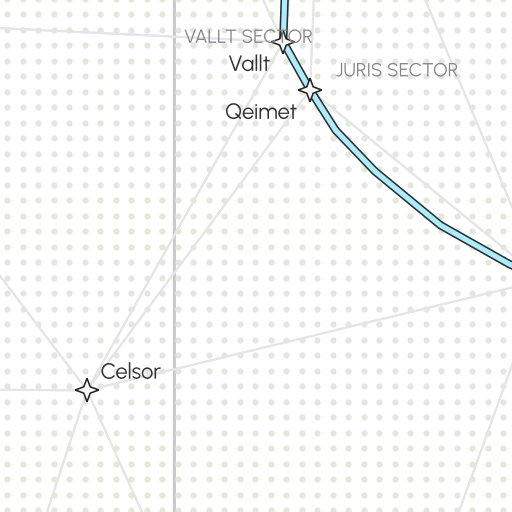 VALLT SECTOR
Vallt
JURIS SECTOR
Qeimet
Celsor